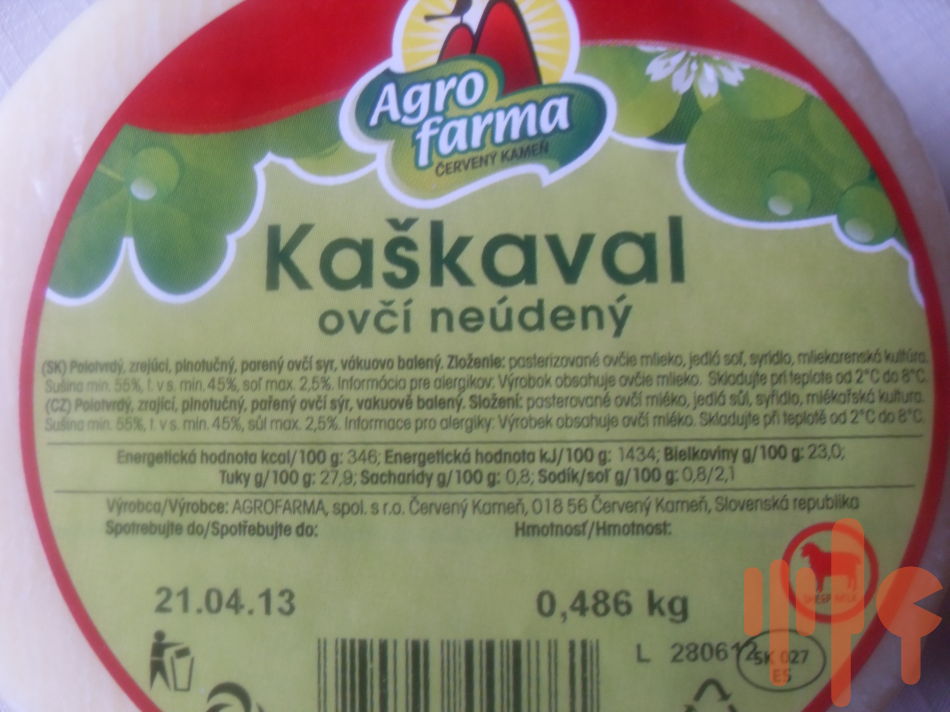 Agro
farma
ČERVENÝ KAMEŇ
Kaškaval
ovčí neúdený
(SK) Polotvrdý, zrejúci, plnotučný, parený ovčí syr, vákuovo balený. Zloženie: pasterizované ovčie mlieko, jedlá soľ, syridlo, mliekarenská kultúra.
Sušina min. 55%, t. v s. min. 45%, soľ max. 2,5%. Informácia pre alergikov: Výrobok obsahuje ovčie mlieko. Skladujte pri teplote od 2°C do 8°C.
(CZ) Polotvrdý, zrající, plnotučný, pařený ovčí sýr, vakuově balený. Složení: pasterované ovčí mléko, jedlá sůl, syřidlo, mlékařská kultura.
Sušina min. 55%, t. v s. min. 45%, sůl max. 2,5%. Informace pro alergiky: Výrobek obsahuje ovčí mléko. Skladujte při teplotě od 2°C do 8°C.
Energetická hodnota kcal/100 g: 346; Energetická hodnota kJ/100 g: 1434; Bielkoviny g/100 g: 23,0;
Tuky g/100 g: 27,9; Sacharidy g/100 g: 0,8; Sodík/soľ g/100 g: 0,8/2,1
Výrobca/Výrobce: AGROFARMA, spol. s r.o. Červený Kameň, 018 56 Červený Kameň, Slovenská republika
Spotrebujte do/Spotřebujte do: Hmotnosť/Hmotnost:
21.04.13 0,486 kg
SHEEP MILK
L 280612
SK 027
ES